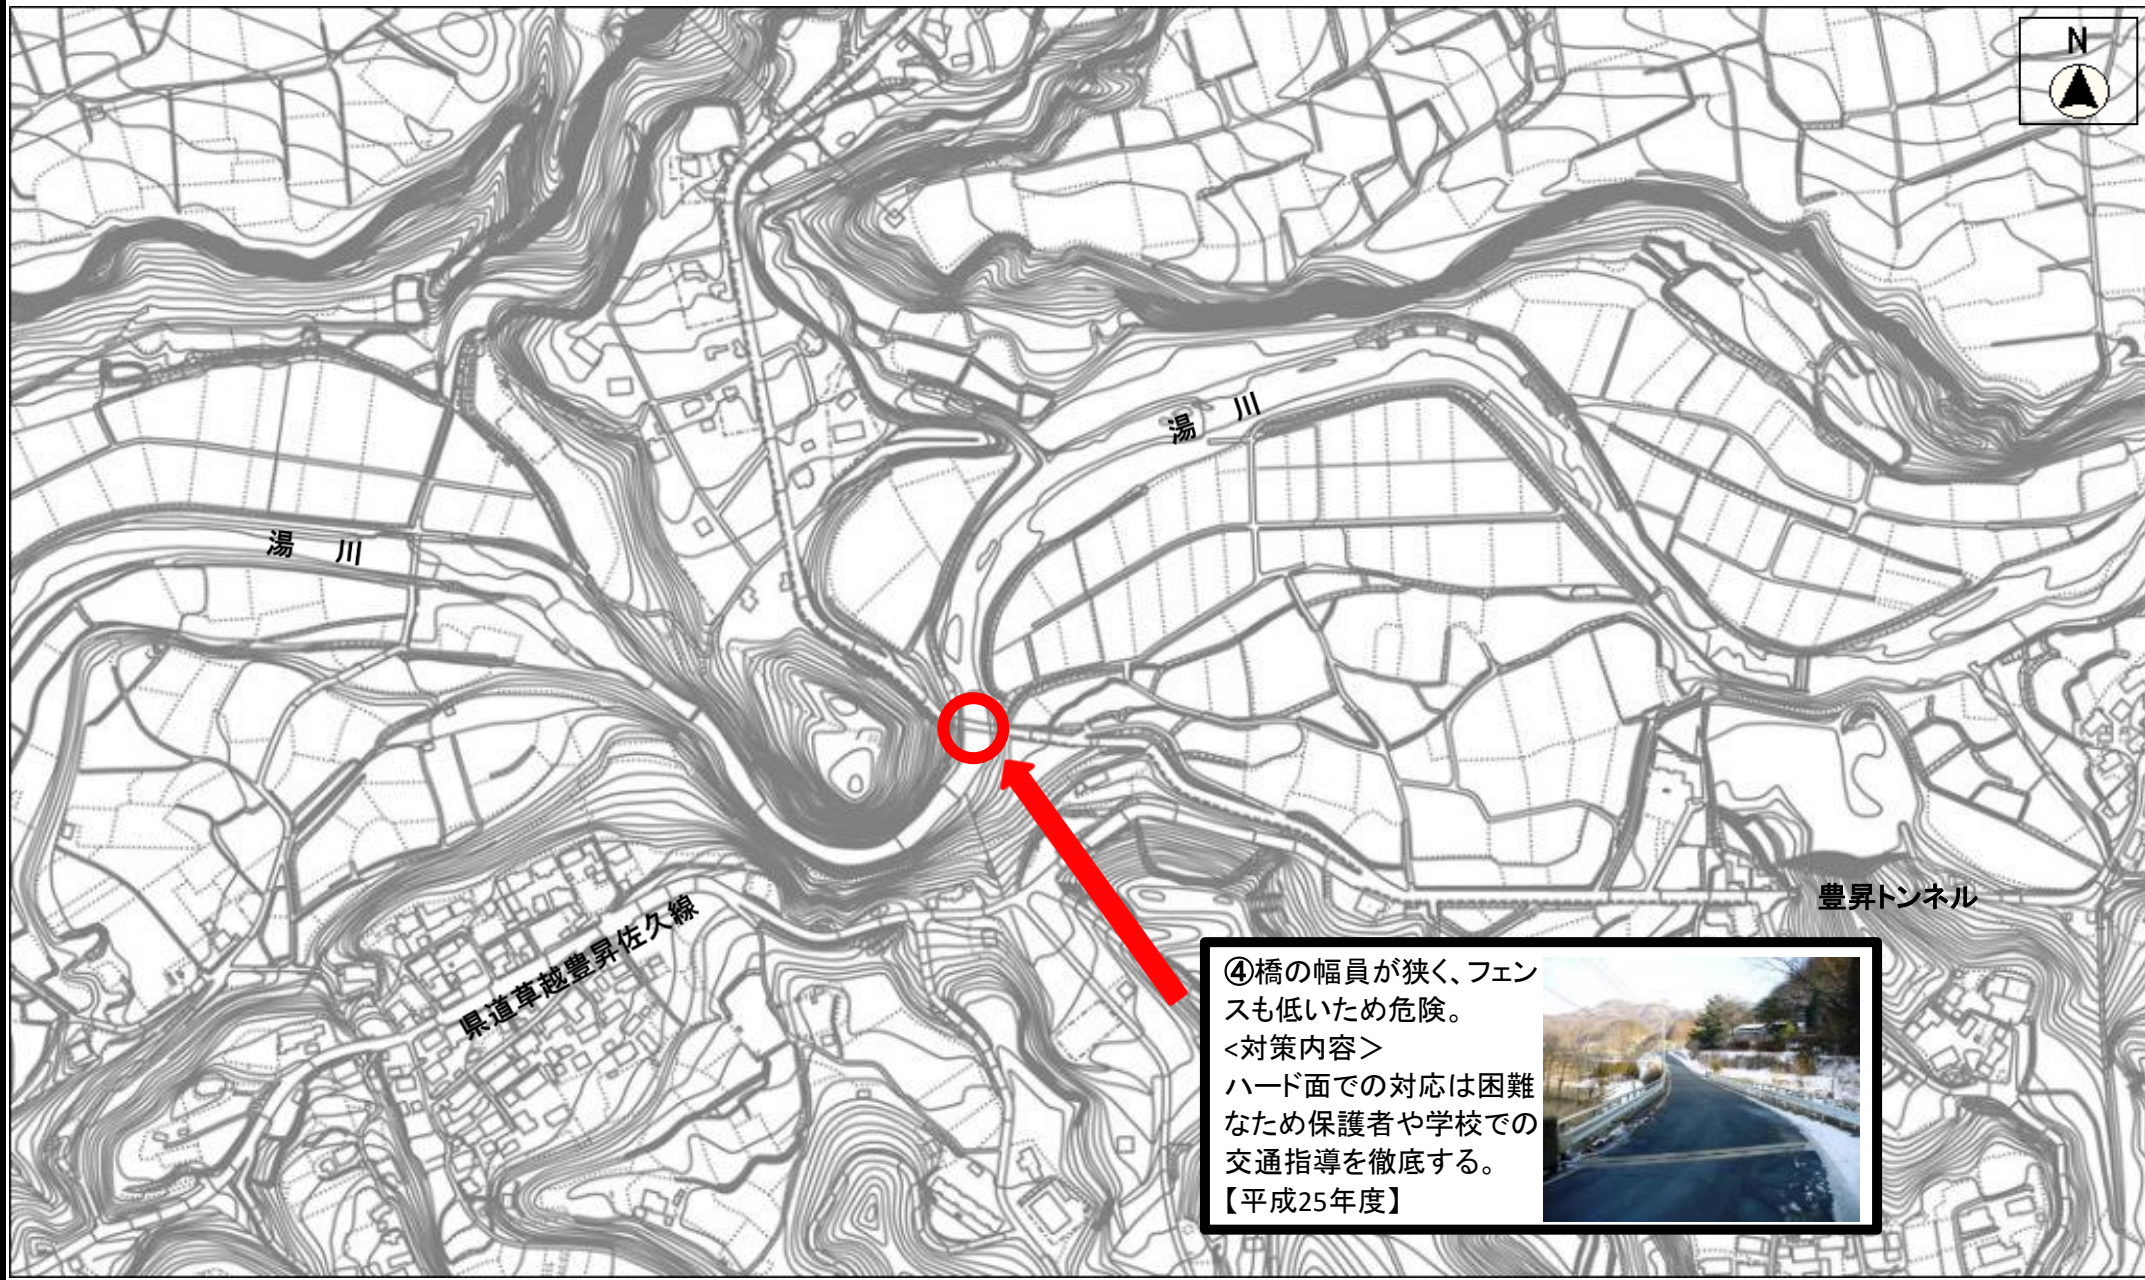 N
湯 川
湯 川
豊昇トンネル
県道草越豊昇佐久線
④橋の幅員が狭く、フェン
スも低いため危険。
<対策内容＞
ハード面での対応は困難
なため保護者や学校での
交通指導を徹底する。
【平成25年度】